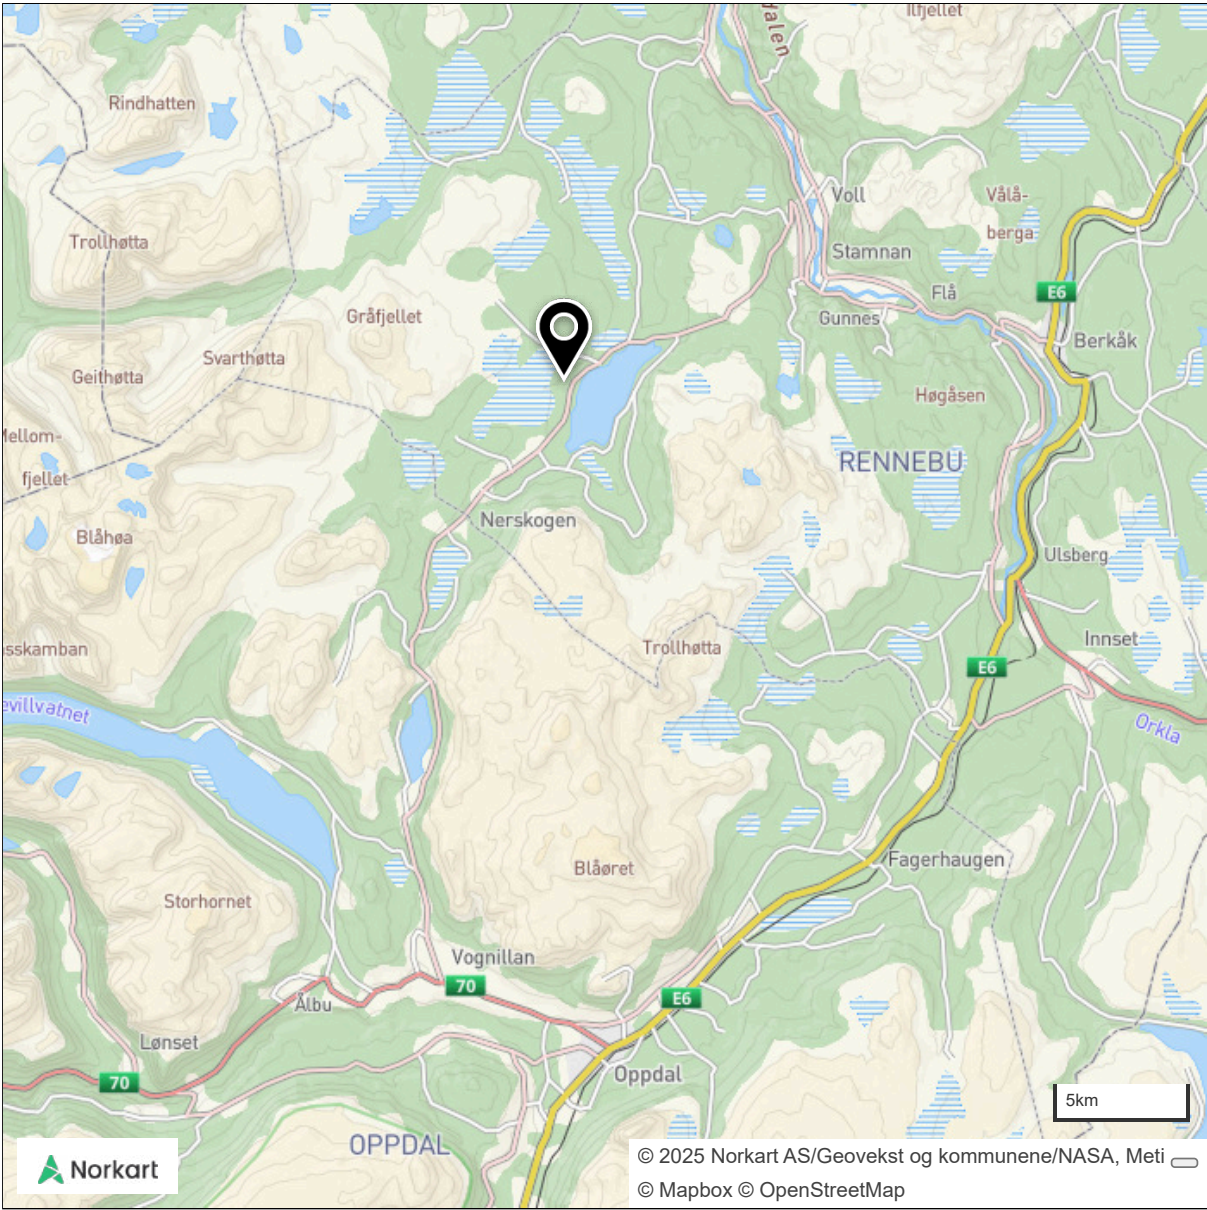 Ilfjellet
dalen
Rindhatten
Voll
Vålå-
berga
Trollhøtta
Stamnan
E6
Flå
Gråfjellet
Gunnes
Berkåk
Svarthøtta
Geithøtta
Høgåsen
Mellom-
fjellet
RENNEBU
Nerskogen
Blåhøa
Ulsberg
Innset
Trollhøtta
sskamban
E6
evillvatnet
Orkla
Fagerhaugen
Blåøret
Storhornet
Vognillan
70
E6
Ålbu
Lønset
70
Oppdal
5km
OPPDAL
Norkart
© 2025 Norkart AS/Geovekst og kommunene/NASA, Meti
© Mapbox © OpenStreetMap